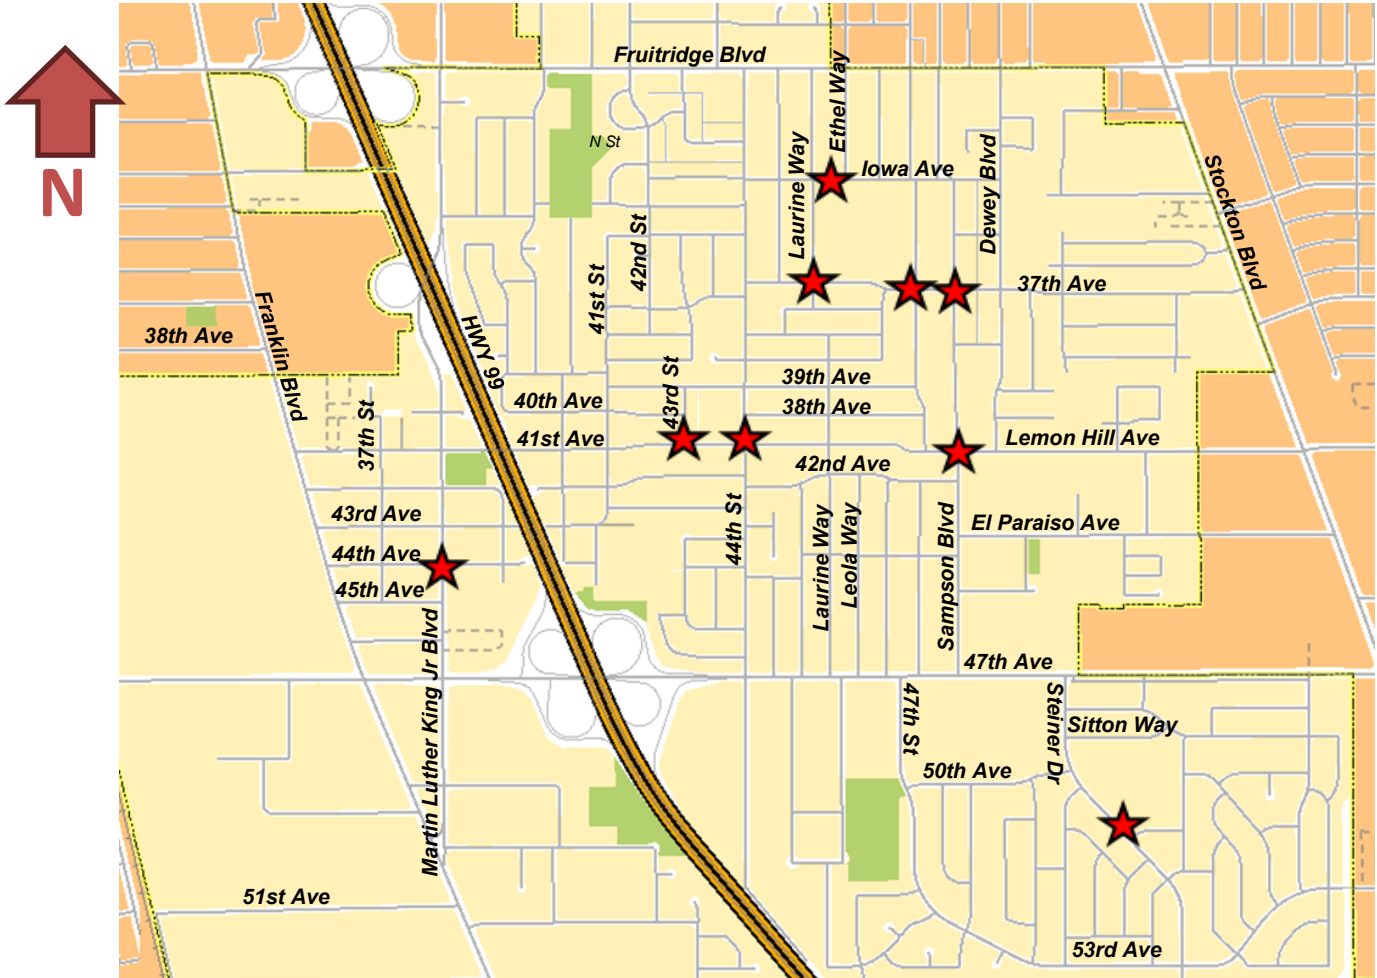 Fruitridge Blvd
Ethel Way
N St
Laurine Way
Iowa Ave
Dewey Blvd
Stockton Blvd
N
42nd St
41st St
37th Ave
Franklin Blvd
38th Ave
HWY 99
43rd St
39th Ave
40th Ave
38th Ave
37th St
41st Ave
Lemon Hill Ave
42nd Ave
44th St
43rd Ave
Laurine Way
Leola Way
Sampson Blvd
El Paraiso Ave
44th Ave
45th Ave
Martin Luther King Jr Blvd
47th Ave
47th St
Steiner Dr
Sitton Way
50th Ave
51st Ave
53rd Ave